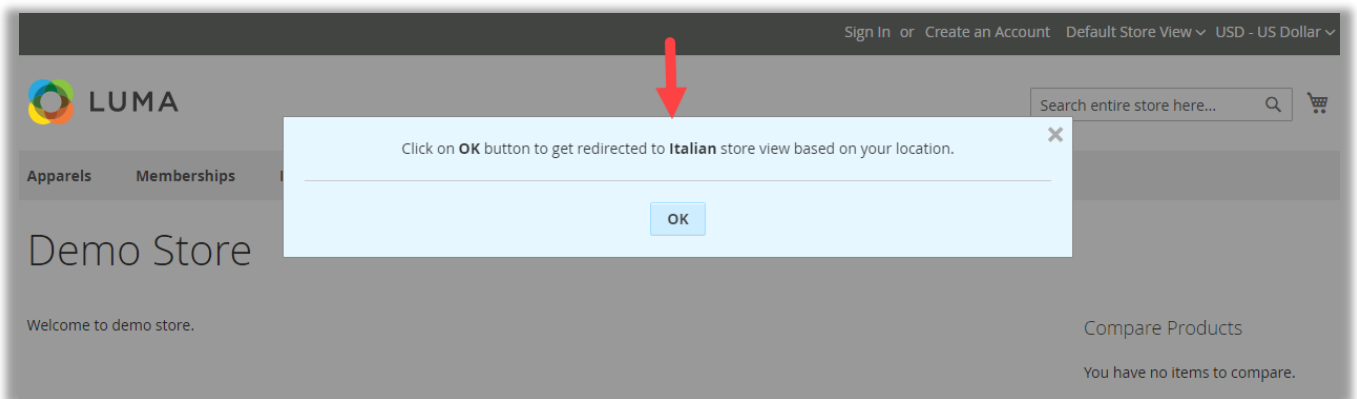 Sign In or Create an Account Default Store View USD - US Dollar
LUMA
Search entire store here...
Click on OK button to get redirected to Italian store view based on your location.
Apparels Memberships
OK
Demo Store
Welcome to demo store.
Compare Products
You have no items to compare.